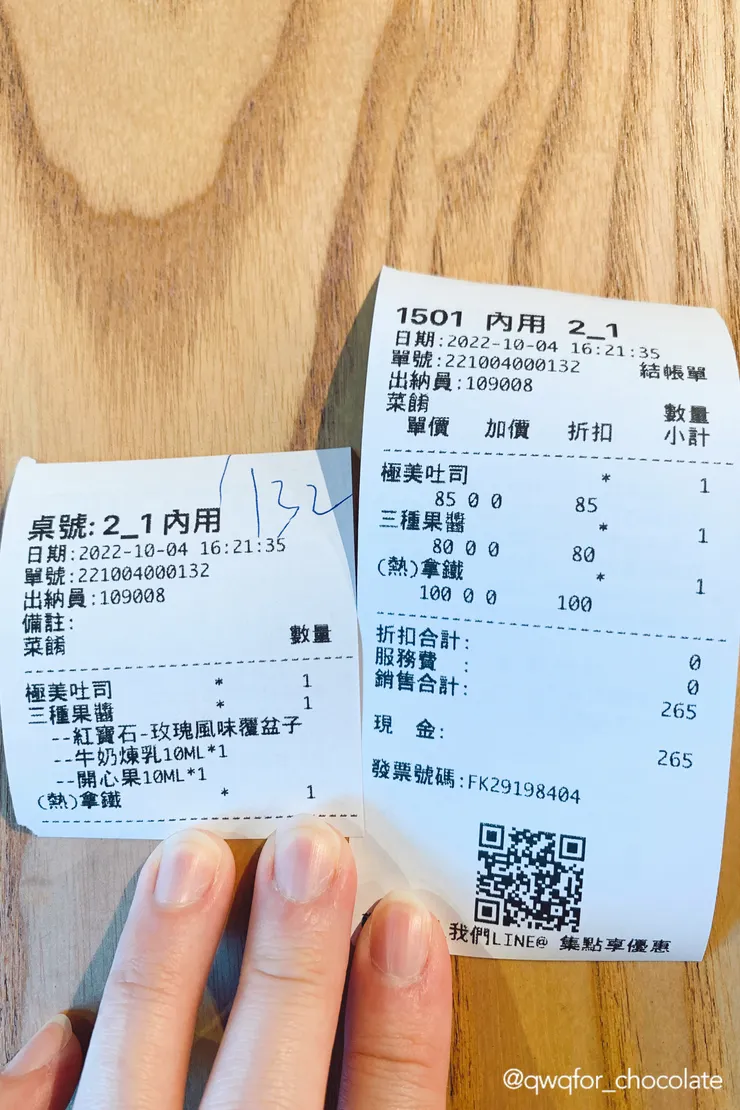 132
桌號: 2_1 內用
日期:2022-10-04 16:21:35
單號:221004000132
出納員:109008
備註:
菜餚 數量
極美吐司 * 1
三種果醬 * 1
--紅寶石-玫瑰風味覆盆子
--牛奶煉乳10ML*1
--開心果10ML*1
(熱)拿鐵 * 1
1501 內用 2_1
日期:2022-10-04 16:21:35
單號:221004000132 結帳單
出納員:109008
菜餚 數量
單價 加價 折扣 小計
極美吐司 * 1
85 0 0 85
三種果醬 * 1
80 0 0 80
(熱)拿鐵 * 1
100 0 0 100
折扣合計: 0
服務費 : 0
銷售合計: 265
現 金: 265
發票號碼:FK29198404
我們LINE@ 集點享優惠
@qwqfor_chocolate